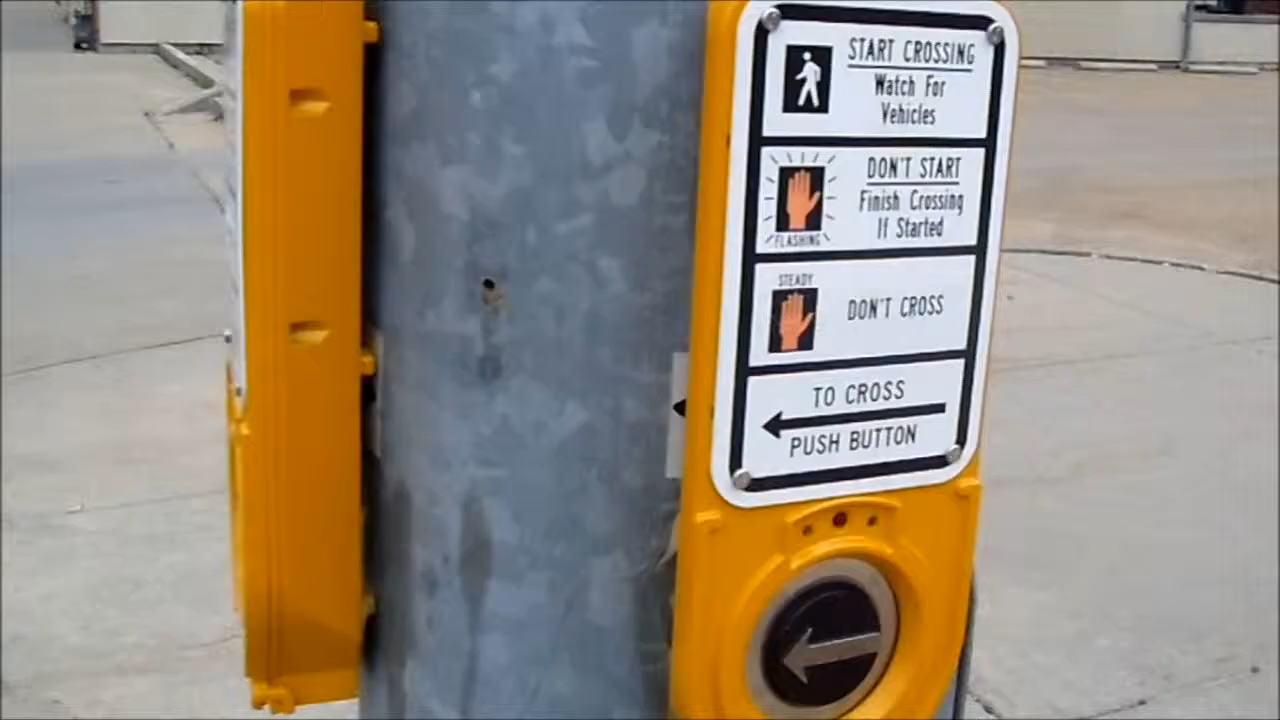 START CROSSING
Watch For
Vehicles
DON'T START
Finish Crossing
If Started
FLASHING
STEADY
DON'T CROSS
TO CROSS
PUSH BUTTON